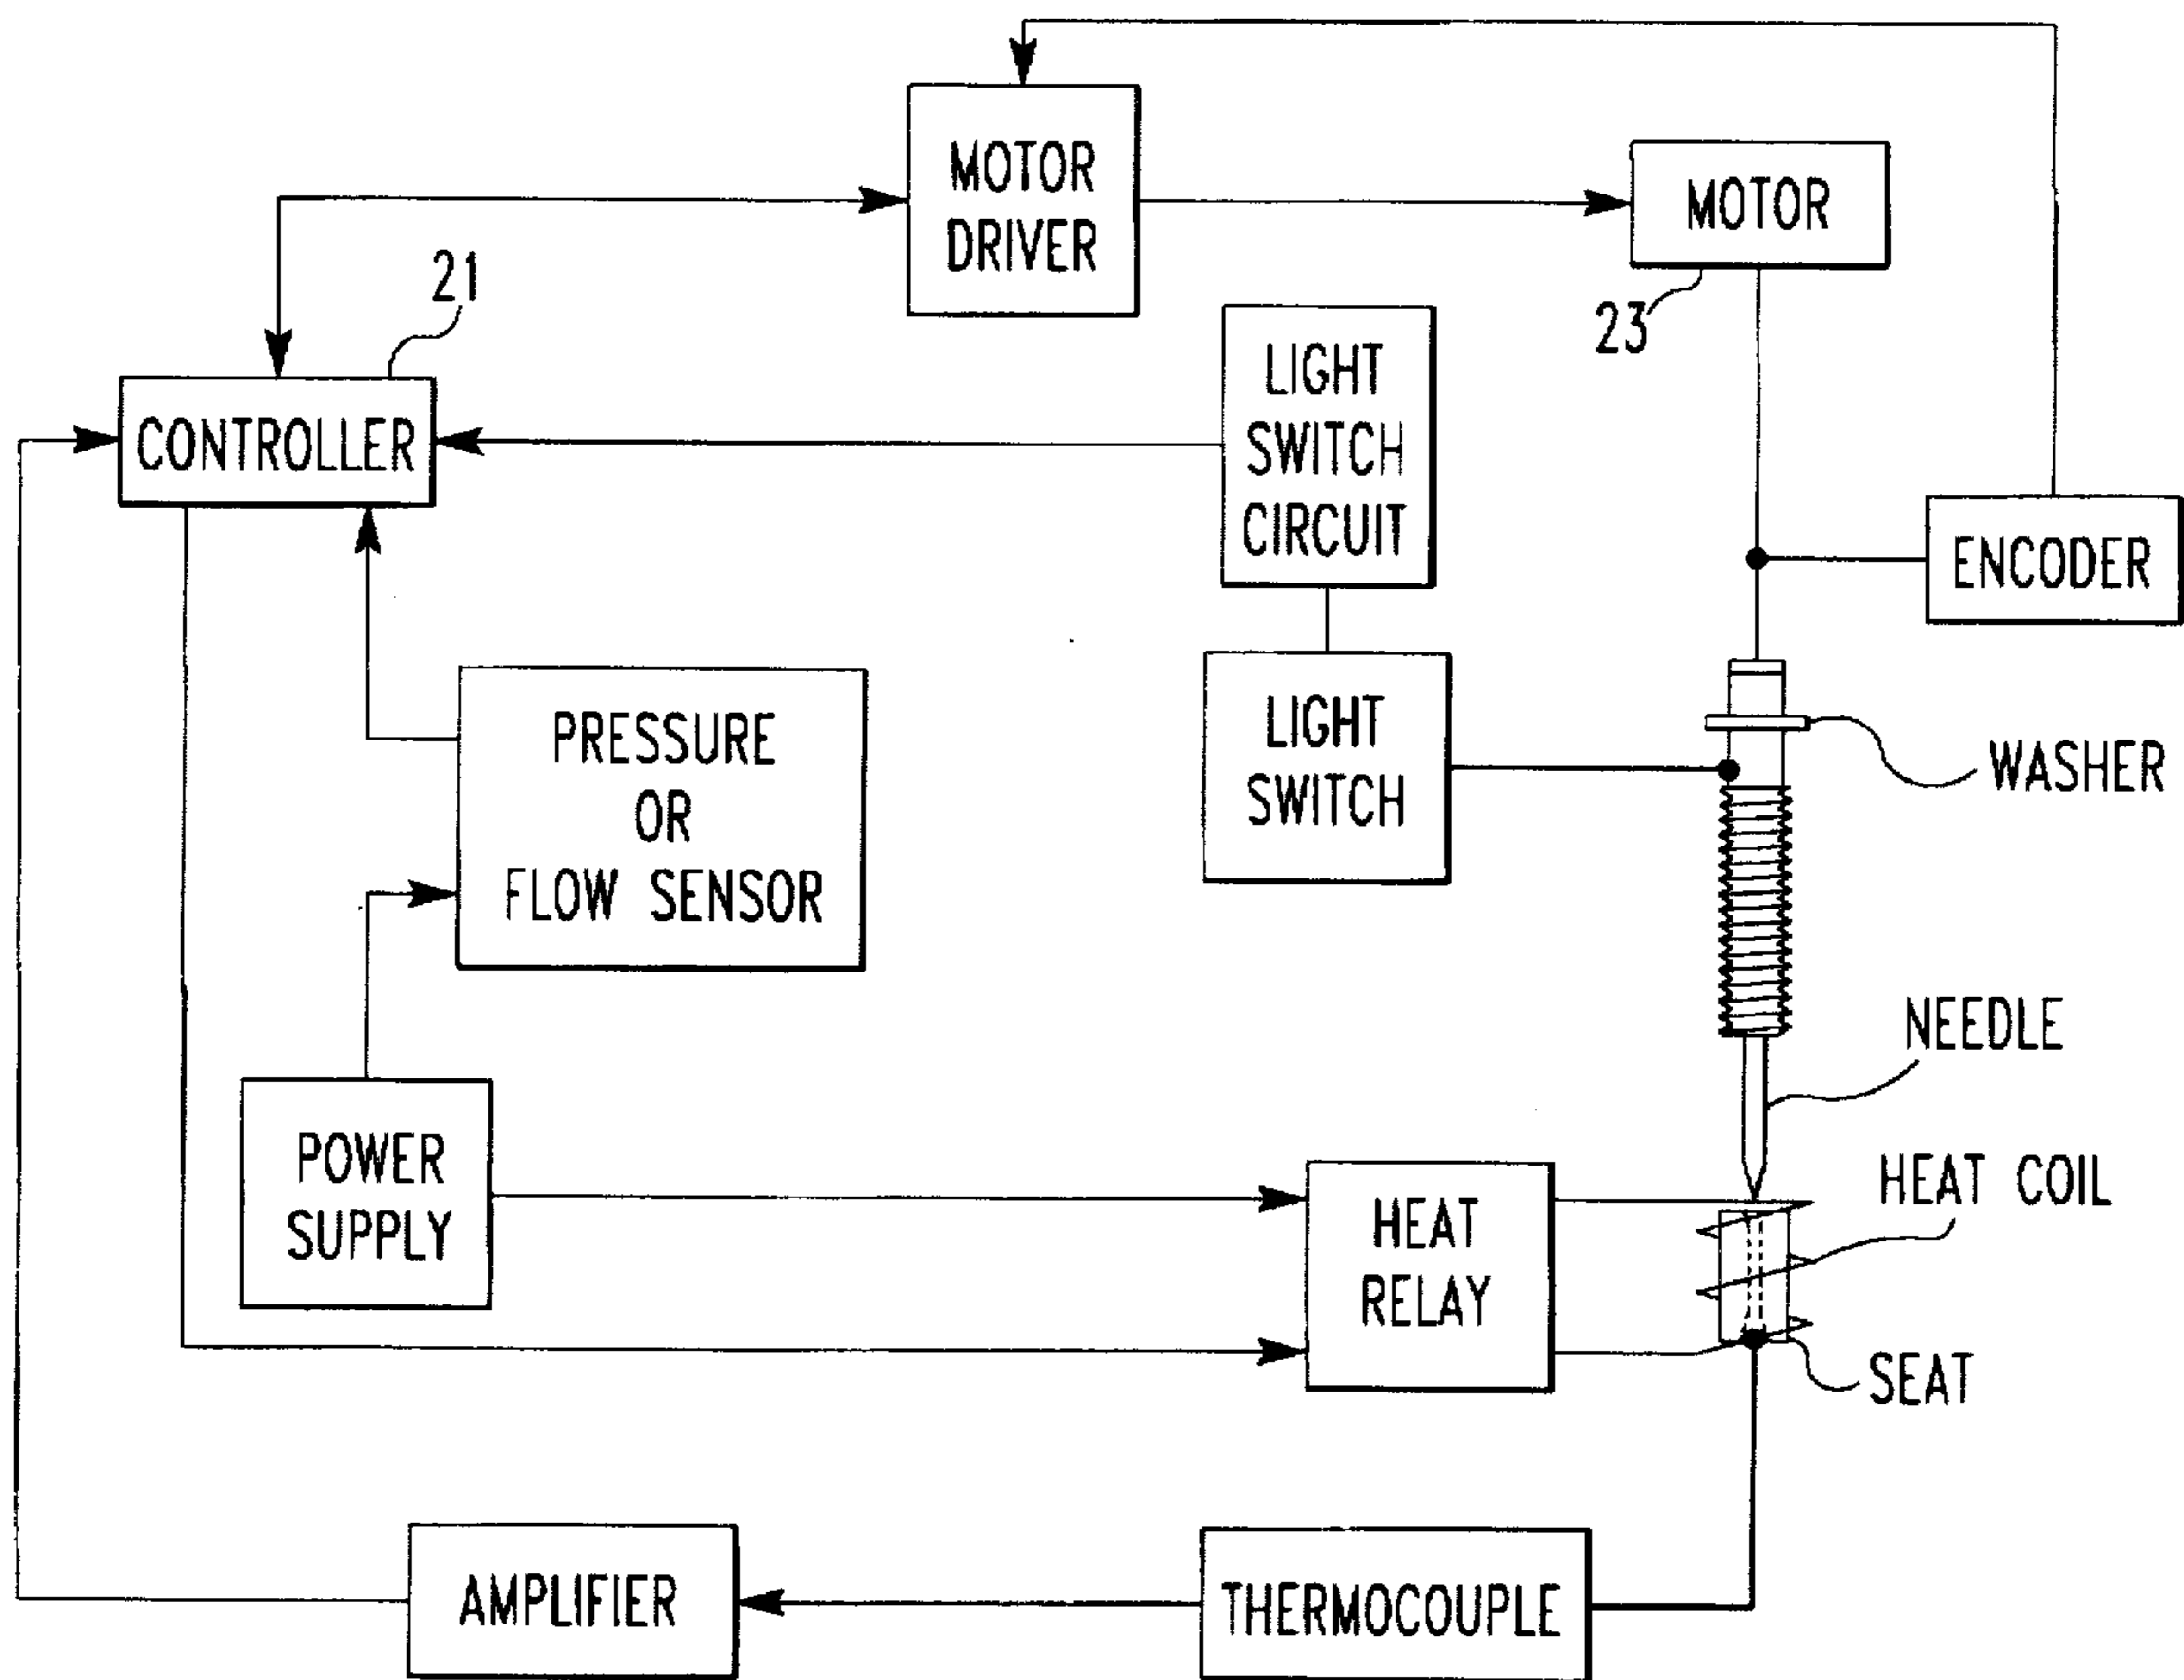 MOTOR
DRIVER
MOTOR
21
23
LIGHT
SWITCH
CIRCUIT
CONTROLLER
ENCODER
PRESSURE
OR
FLOW SENSOR
LIGHT
SWITCH
WASHER
NEEDLE
POWER
SUPPLY
HEAT
RELAY
HEAT COIL
SEAT
AMPLIFIER
THERMOCOUPLE